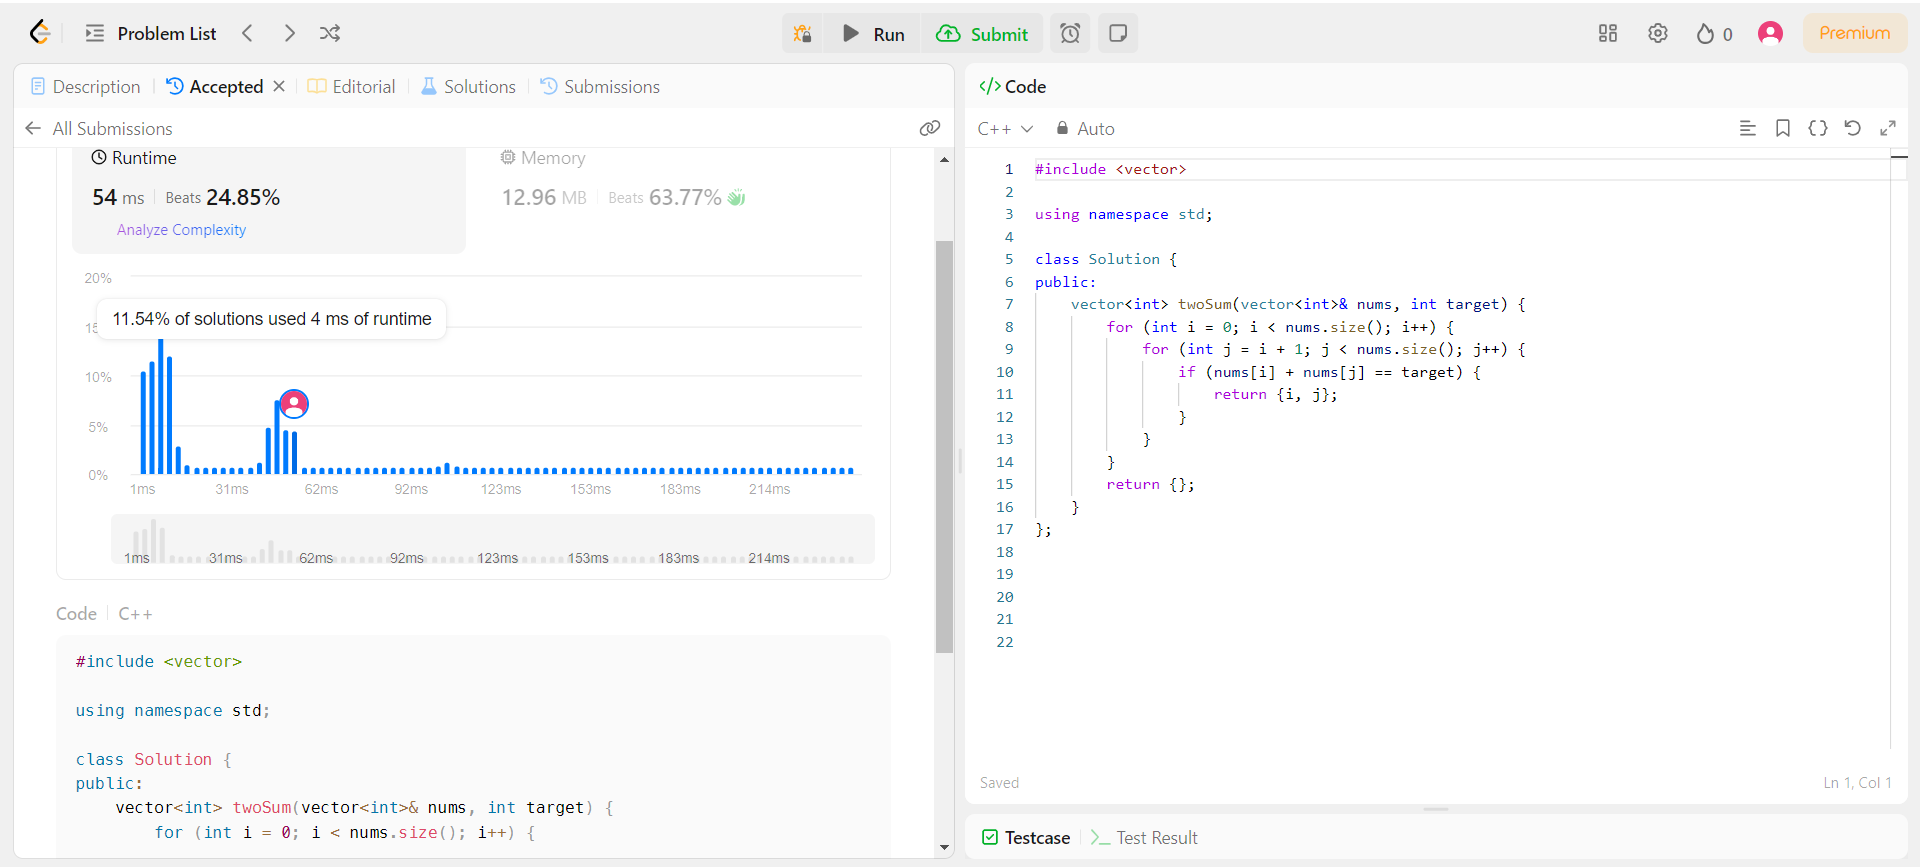 Problem List
Run
Submit
0
Premium
Description
Accepted
Editorial
Solutions
Submissions
All Submissions
Runtime
54 ms
Beats 24.85%
Analyze Complexity
Memory
12.96 MB
Beats 63.77%
20%
11.54% of solutions used 4 ms of runtime
10%
5%
0%
1ms 31ms 62ms 92ms 123ms 153ms 183ms 214ms
1ms 31ms 62ms 92ms 123ms 153ms 183ms 214ms
Code
C++
#include <vector>
using namespace std;
class Solution {
public:
    vector<int> twoSum(vector<int>& nums, int target) {
        for (int i = 0; i < nums.size(); i++) {
</> Code
C++
Auto
1 #include <vector>
2
3 using namespace std;
4
5 class Solution {
6 public:
7     vector<int> twoSum(vector<int>& nums, int target) {
8         for (int i = 0; i < nums.size(); i++) {
9             for (int j = i + 1; j < nums.size(); j++) {
10                 if (nums[i] + nums[j] == target) {
11                     return {i, j};
12                 }
13             }
14         }
15         return {};
16     }
17 };
18
19
20
21
22
Saved
Ln 1, Col 1
Testcase
Test Result